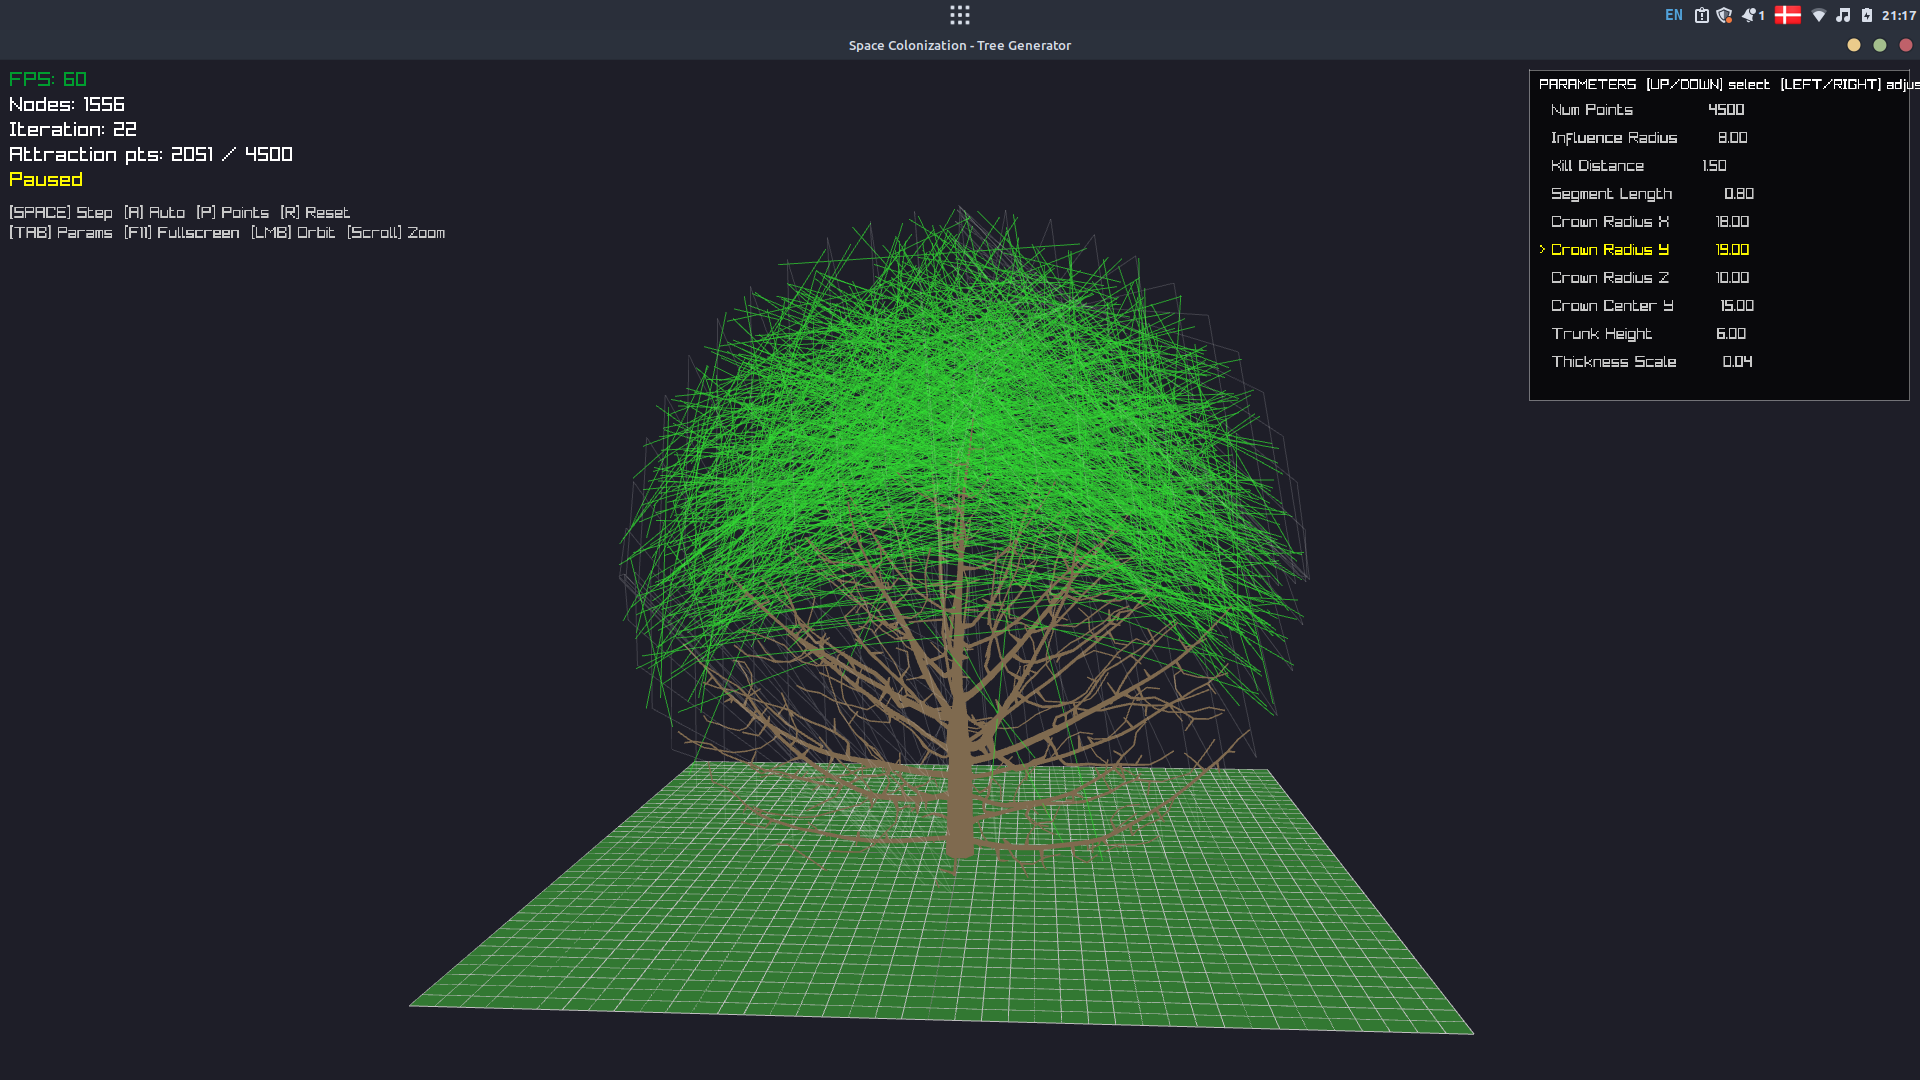 EN 1 21:17
Space Colonization - Tree Generator
FPS: 60
Nodes: 1556
Iteration: 22
Attraction pts: 2051 / 4500
Paused
[SPACE] Step [A] Auto [P] Points [R] Reset
[TAB] Params [F11] Fullscreen [LMB] Orbit [Scroll] Zoom
PARAMETERS [UP/DOWN] select [LEFT/RIGHT] adjus
Num Points 4500
Influence Radius 8.00
Kill Distance 1.50
Segment Length 0.80
Crown Radius X 18.00
> Crown Radius Y 19.00
Crown Radius Z 10.00
Crown Center Y 15.00
Trunk Height 6.00
Thickness Scale 0.04